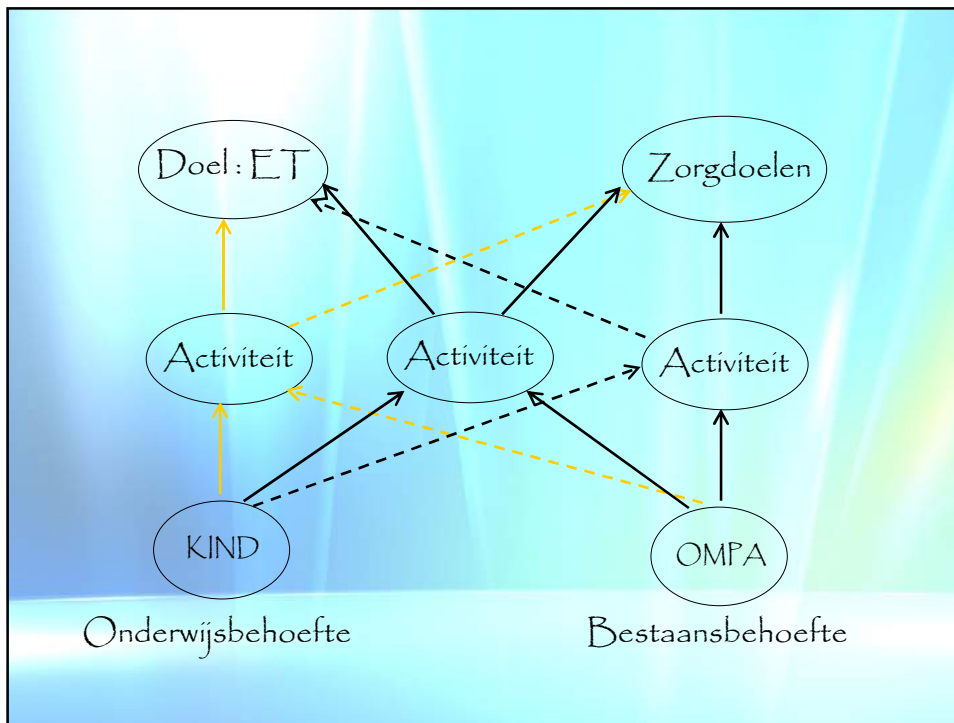 Doel : ET
Zorgdoelen
Activiteit
Activiteit
Activiteit
KIND
OMPA
Onderwijsbehoefte
Bestaansbehoefte